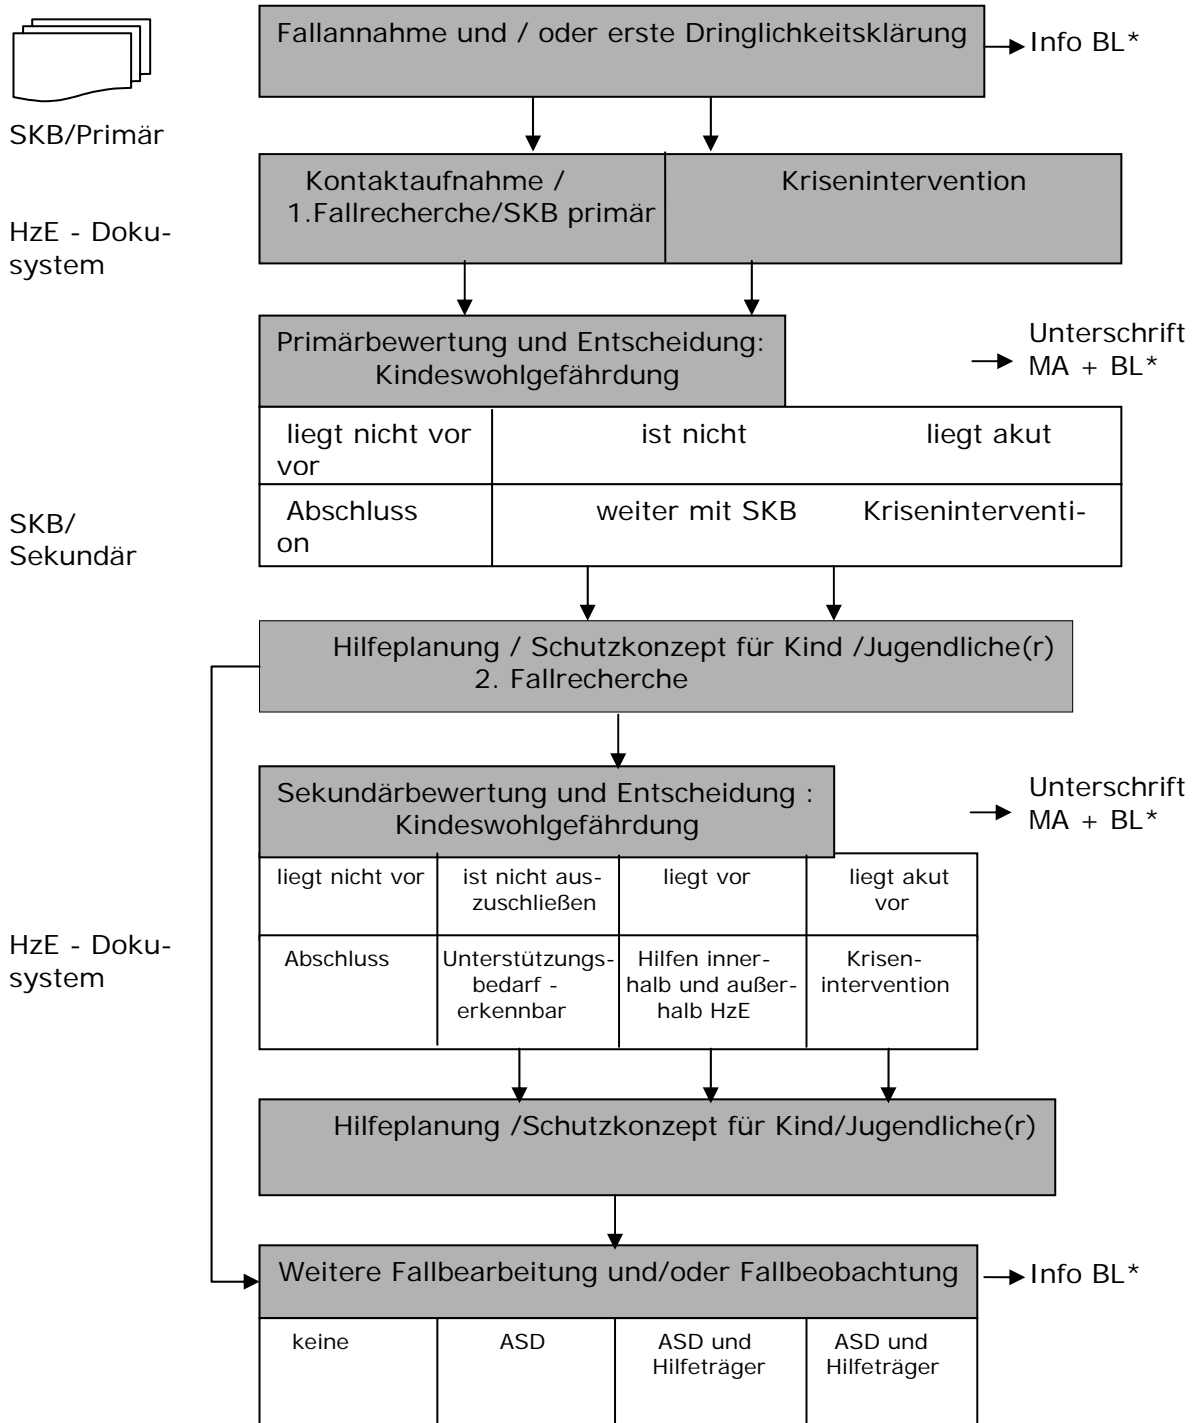 Fallannahme und / oder erste Dringlichkeitsklärung
Info BL*
SKB/Primär
Kontaktaufnahme /
1.Fallrecherche/SKB primär
Krisenintervention
HzE - Doku-
system
Primärbewertung und Entscheidung:
Kindeswohlgefährdung
Unterschrift
MA + BL*
liegt nicht vor ist nicht liegt akut
vor
Abschluss weiter mit SKB Kriseninterventi-
on
SKB/
Sekundär
Hilfeplanung / Schutzkonzept für Kind /Jugendliche(r)
2. Fallrecherche
Sekundärbewertung und Entscheidung :
Kindeswohlgefährdung
Unterschrift
MA + BL*
liegt nicht vor
ist nicht aus-
zuschließen
liegt vor
liegt akut
vor
HzE - Doku-
system
Abschluss
Unterstützungs-
bedarf -
erkennbar
Hilfen inner-
halb und außer-
halb HzE
Krisen-
intervention
Hilfeplanung /Schutzkonzept für Kind/Jugendliche(r)
Weitere Fallbearbeitung und/oder Fallbeobachtung
Info BL*
keine
ASD
ASD und
Hilfeträger
ASD und
Hilfeträger